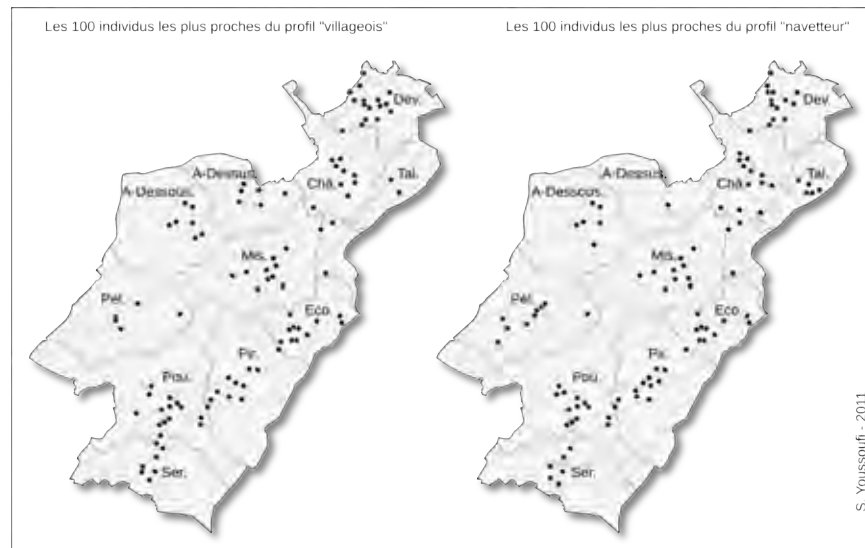 Les 100 individus les plus proches du profil "villageois"
Les 100 individus les plus proches du profil "navetteur"
Dev.
A-Dessus.
Châ.
Tal.
A-Dessous.
Mis.
Pel.
Eco.
Pir.
Pou.
Ser.
Dev.
A-Dessus.
Châ.
Tal.
A-Dessous.
Mis.
Pel.
Eco.
Pir.
Pou
Ser.
S. Youssoufi - 2011